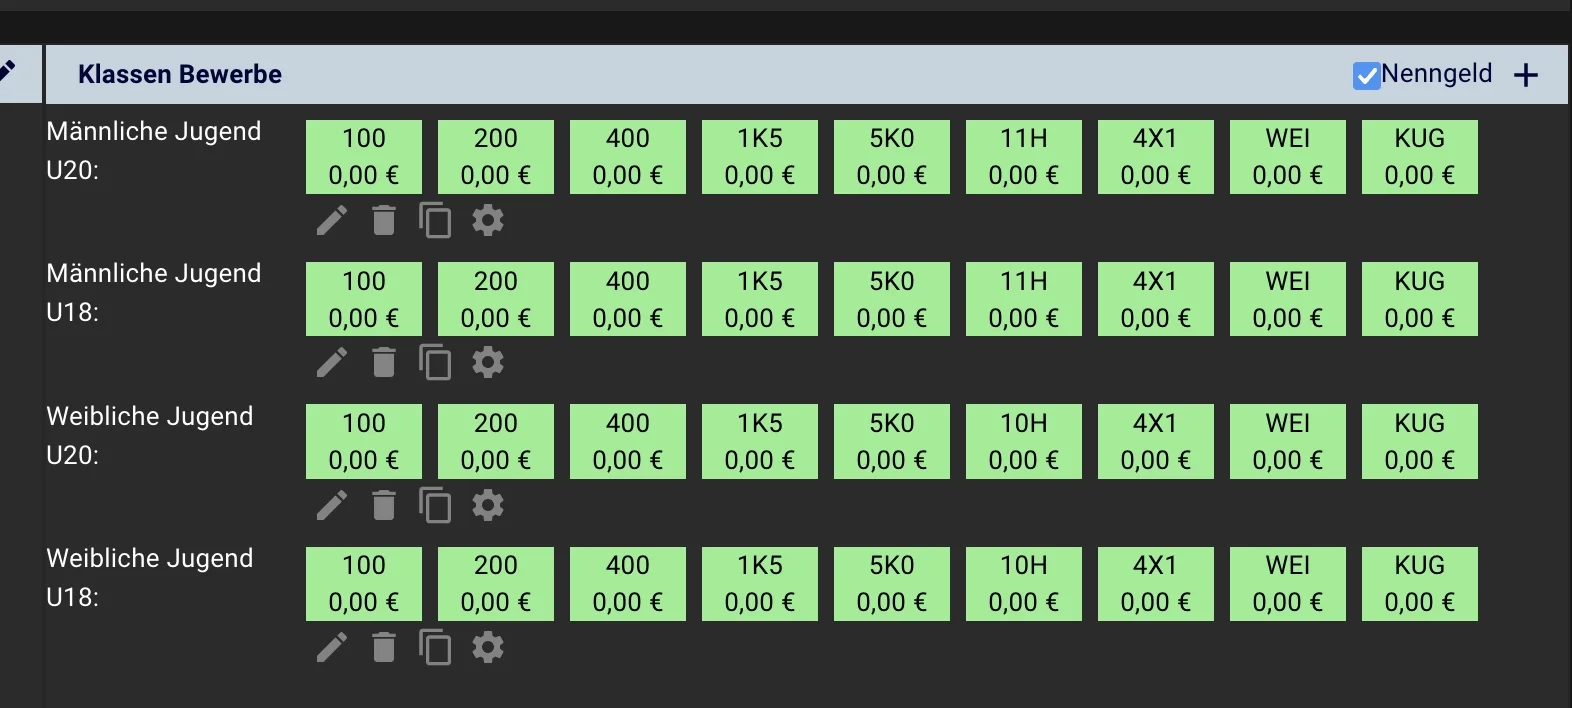 Klassen Bewerbe Nenngeld +
Männliche Jugend U20:
100 200 400 1K5 5K0 11H 4X1 WEI KUG
0,00 € 0,00 € 0,00 € 0,00 € 0,00 € 0,00 € 0,00 € 0,00 € 0,00 €
Männliche Jugend U18:
100 200 400 1K5 5K0 11H 4X1 WEI KUG
0,00 € 0,00 € 0,00 € 0,00 € 0,00 € 0,00 € 0,00 € 0,00 € 0,00 €
Weibliche Jugend U20:
100 200 400 1K5 5K0 10H 4X1 WEI KUG
0,00 € 0,00 € 0,00 € 0,00 € 0,00 € 0,00 € 0,00 € 0,00 € 0,00 €
Weibliche Jugend U18:
100 200 400 1K5 5K0 10H 4X1 WEI KUG
0,00 € 0,00 € 0,00 € 0,00 € 0,00 € 0,00 € 0,00 € 0,00 € 0,00 €